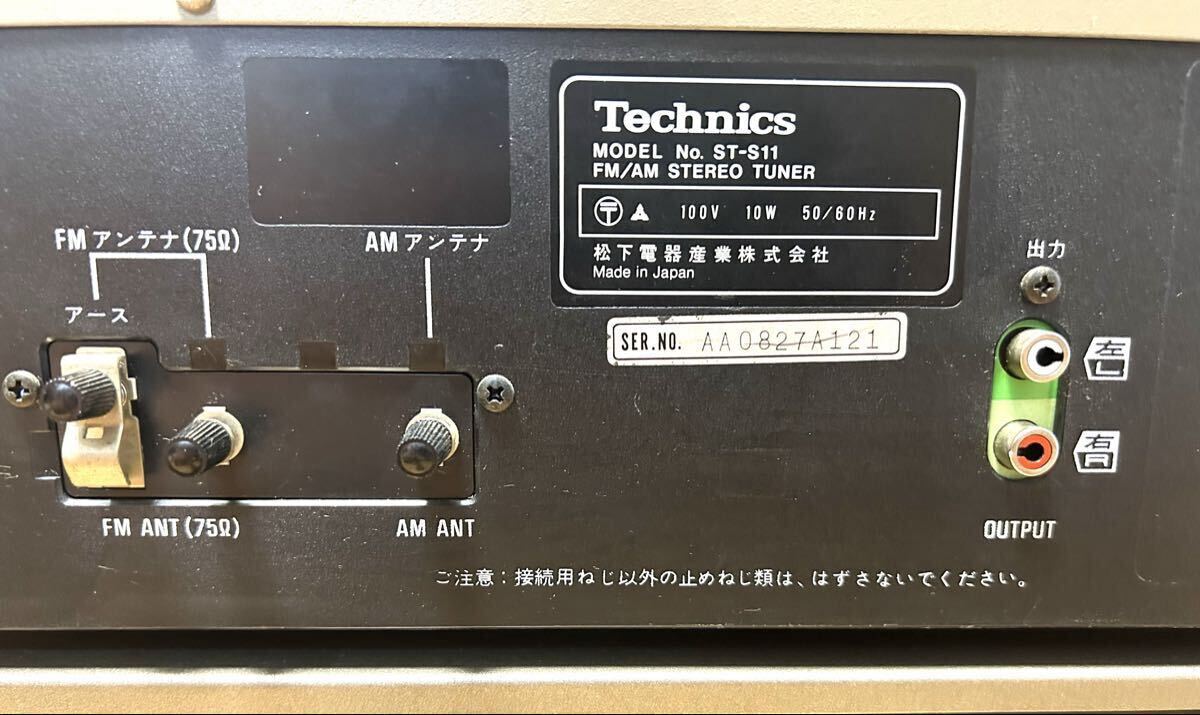 Technics
MODEL No. ST-S11
FM/AM STEREO TUNER
〒 100V 10W 50/60Hz
松下電器産業株式会社
Made in Japan
SER.NO. AA0827A121
FMアンテナ(75Ω)
AMアンテナ
アース
FM ANT(75Ω)
AM ANT
出力
左L
右R
OUTPUT
ご注意：接続用ねじ以外の止めねじ類は、はずさないでください。